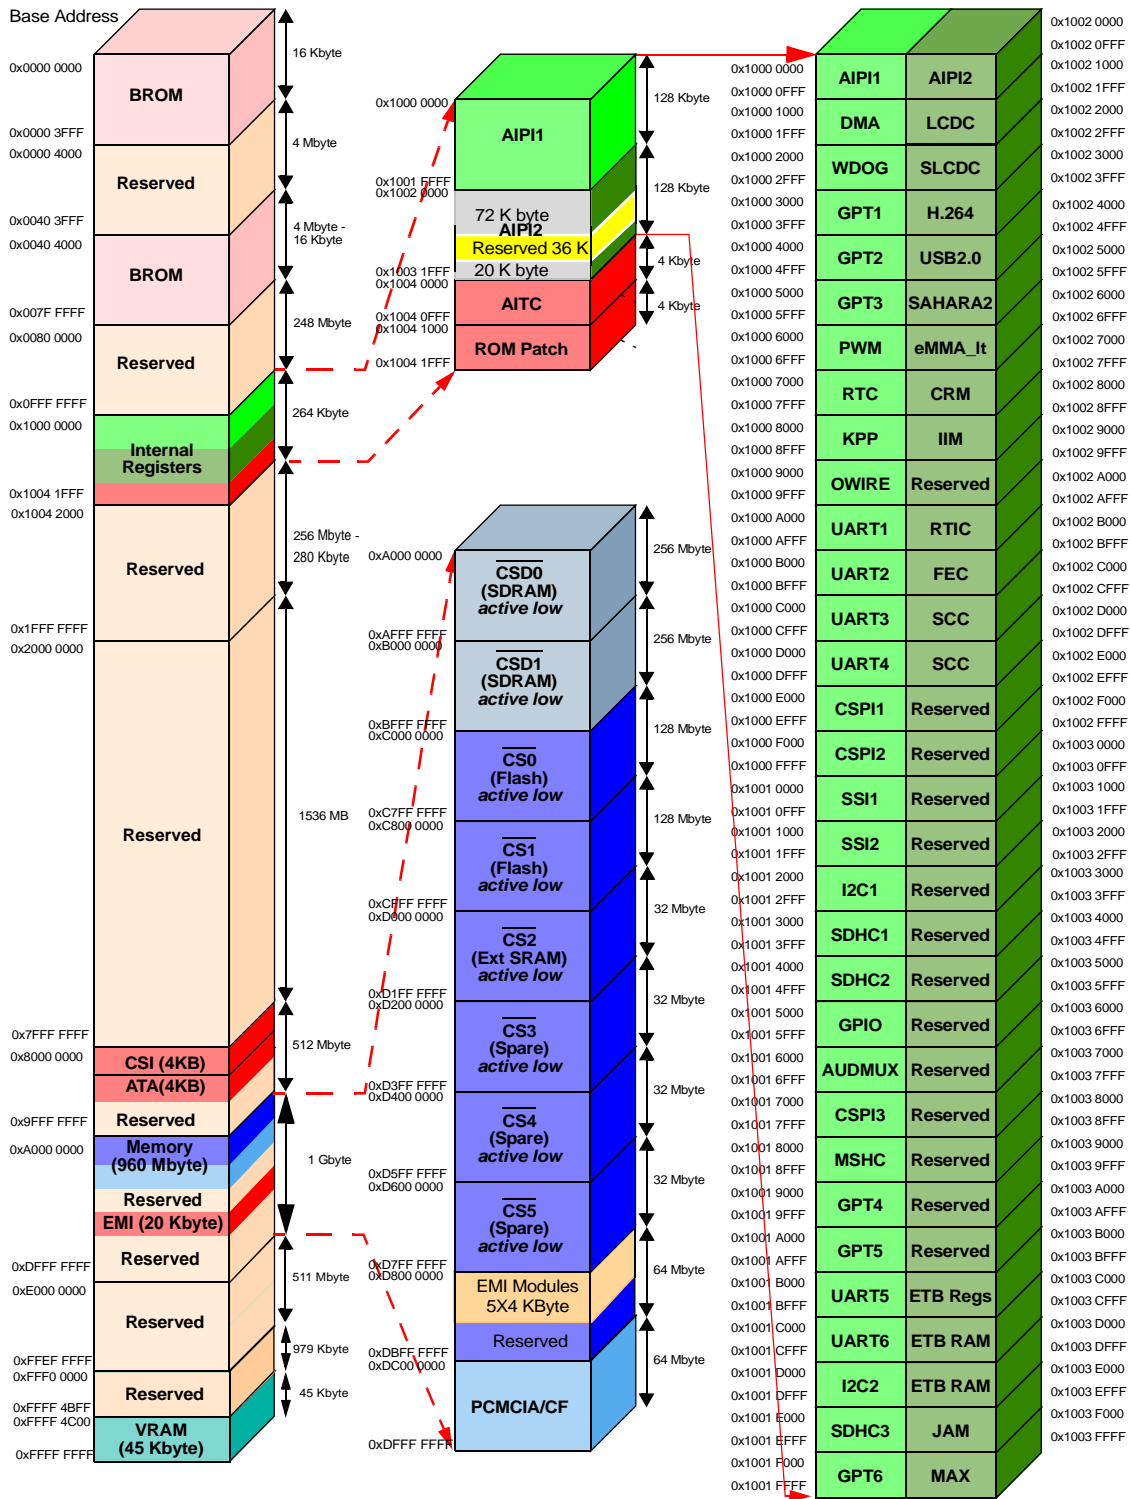 Base Address
0x0000 0000
BROM
16 Kbyte
0x0000 3FFF
0x0000 4000
Reserved
4 Mbyte
0x0040 3FFF
0x0040 4000
BROM
4 Mbyte -
16 Kbyte
0x007F FFFF
0x0080 0000
Reserved
248 Mbyte
0x0FFF FFFF
0x1000 0000
Internal
Registers
264 Kbyte
0x1004 1FFF
0x1004 2000
Reserved
256 Mbyte -
280 Kbyte
0x1FFF FFFF
0x2000 0000
Reserved
1536 MB
0x7FFF FFFF
0x8000 0000
CSI (4KB)
ATA(4KB)
Reserved
512 Mbyte
0x9FFF FFFF
0xA000 0000
Memory
(960 Mbyte)
Reserved
EMI (20 Kbyte)
Reserved
1 Gbyte
0xDFFF FFFF
0xE000 0000
Reserved
511 Mbyte
0xFFEF FFFF
0xFFF0 0000
Reserved
979 Kbyte
0xFFFF 4BFF
0xFFFF 4C00
VRAM
(45 Kbyte)
45 Kbyte
0xFFFF FFFF
0x1000 0000
AIPI1
128 Kbyte
0x1001 FFFF
0x1002 0000
72 K byte
AIPI2
Reserved 36 K
20 K byte
128 Kbyte
0x1003 1FFF
0x1004 0000
AITC
4 Kbyte
0x1004 0FFF
0x1004 1000
ROM Patch
4 Kbyte
0x1004 1FFF
0xA000 0000
CSD0
(SDRAM)
active low
256 Mbyte
0xAFFF FFFF
0xB000 0000
CSD1
(SDRAM)
active low
256 Mbyte
0xBFFF FFFF
0xC000 0000
CS0
(Flash)
active low
128 Mbyte
0xC7FF FFFF
0xC800 0000
CS1
(Flash)
active low
128 Mbyte
0xCFFF FFFF
0xD000 0000
CS2
(Ext SRAM)
active low
32 Mbyte
0xD1FF FFFF
0xD200 0000
CS3
(Spare)
active low
32 Mbyte
0xD3FF FFFF
0xD400 0000
CS4
(Spare)
active low
32 Mbyte
0xD5FF FFFF
0xD600 0000
CS5
(Spare)
active low
32 Mbyte
0xD7FF FFFF
0xD800 0000
EMI Modules
5X4 KByte
Reserved
64 Mbyte
0xDBFF FFFF
0xDC00 0000
PCMCIA/CF
64 Mbyte
0xDFFF FFFF
0x1002 0000
0x1002 0FFF
0x1000 0000 AIPI1 AIPI2 0x1002 1000
0x1000 0FFF 0x1002 1FFF
0x1000 1000 DMA LCDC 0x1002 2000
0x1000 1FFF 0x1002 2FFF
0x1000 2000 WDOG SLCDC 0x1002 3000
0x1000 2FFF 0x1002 3FFF
0x1000 3000 GPT1 H.264 0x1002 4000
0x1000 3FFF 0x1002 4FFF
0x1000 4000 GPT2 USB2.0 0x1002 5000
0x1000 4FFF 0x1002 5FFF
0x1000 5000 GPT3 SAHARA2 0x1002 6000
0x1000 5FFF 0x1002 6FFF
0x1000 6000 PWM eMMA_lt 0x1002 7000
0x1000 6FFF 0x1002 7FFF
0x1000 7000 RTC CRM 0x1002 8000
0x1000 7FFF 0x1002 8FFF
0x1000 8000 KPP IIM 0x1002 9000
0x1000 8FFF 0x1002 9FFF
0x1000 9000 OWIRE Reserved 0x1002 A000
0x1000 9FFF 0x1002 AFFF
0x1000 A000 UART1 RTIC 0x1002 B000
0x1000 AFFF 0x1002 BFFF
0x1000 B000 UART2 FEC 0x1002 C000
0x1000 BFFF 0x1002 CFFF
0x1000 C000 UART3 SCC 0x1002 D000
0x1000 CFFF 0x1002 DFFF
0x1000 D000 UART4 SCC 0x1002 E000
0x1000 DFFF 0x1002 EFFF
0x1000 E000 CSPI1 Reserved 0x1002 F000
0x1000 EFFF 0x1002 FFFF
0x1000 F000 CSPI2 Reserved 0x1003 0000
0x1000 FFFF 0x1003 0FFF
0x1001 0000 SSI1 Reserved 0x1003 1000
0x1001 0FFF 0x1003 1FFF
0x1001 1000 SSI2 Reserved 0x1003 2000
0x1001 1FFF 0x1003 2FFF
0x1001 2000 I2C1 Reserved 0x1003 3000
0x1001 2FFF 0x1003 3FFF
0x1001 3000 SDHC1 Reserved 0x1003 4000
0x1001 3FFF 0x1003 4FFF
0x1001 4000 SDHC2 Reserved 0x1003 5000
0x1001 4FFF 0x1003 5FFF
0x1001 5000 GPIO Reserved 0x1003 6000
0x1001 5FFF 0x1003 6FFF
0x1001 6000 AUDMUX Reserved 0x1003 7000
0x1001 6FFF 0x1003 7FFF
0x1001 7000 CSPI3 Reserved 0x1003 8000
0x1001 7FFF 0x1003 8FFF
0x1001 8000 MSHC Reserved 0x1003 9000
0x1001 8FFF 0x1003 9FFF
0x1001 9000 GPT4 Reserved 0x1003 A000
0x1001 9FFF 0x1003 AFFF
0x1001 A000 GPT5 Reserved 0x1003 B000
0x1001 AFFF 0x1003 BFFF
0x1001 B000 UART5 ETB Regs 0x1003 C000
0x1001 BFFF 0x1003 CFFF
0x1001 C000 UART6 ETB RAM 0x1003 D000
0x1001 CFFF 0x1003 DFFF
0x1001 D000 I2C2 ETB RAM 0x1003 E000
0x1001 DFFF 0x1003 EFFF
0x1001 E000 SDHC3 JAM 0x1003 F000
0x1001 EFFF 0x1003 FFFF
0x1001 F000 GPT6 MAX
0x1001 FFFF